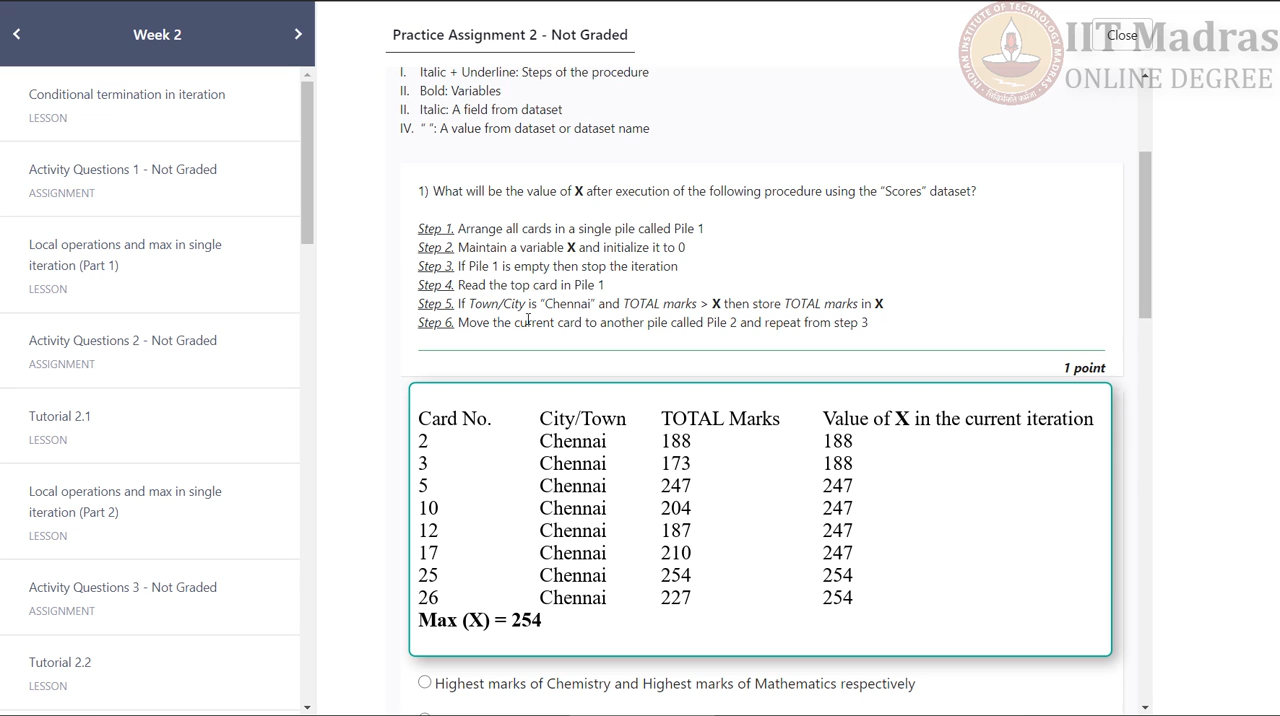 Week 2
Conditional termination in iteration
LESSON
Activity Questions 1 - Not Graded
ASSIGNMENT
Local operations and max in single
iteration (Part 1)
LESSON
Activity Questions 2 - Not Graded
ASSIGNMENT
Tutorial 2.1
LESSON
Local operations and max in single
iteration (Part 2)
LESSON
Activity Questions 3 - Not Graded
ASSIGNMENT
Tutorial 2.2
LESSON
Practice Assignment 2 - Not Graded
Close
IIT Madras
ONLINE DEGREE
INDIAN INSTITUTE OF TECHNOLOGY MADRAS
I. Italic + Underline: Steps of the procedure
II. Bold: Variables
II. Italic: A field from dataset
IV. " ": A value from dataset or dataset name
1) What will be the value of X after execution of the following procedure using the "Scores" dataset?
Step 1. Arrange all cards in a single pile called Pile 1
Step 2. Maintain a variable X and initialize it to 0
Step 3. If Pile 1 is empty then stop the iteration
Step 4. Read the top card in Pile 1
Step 5. If Town/City is "Chennai" and TOTAL marks > X then store TOTAL marks in X
Step 6. Move the current card to another pile called Pile 2 and repeat from step 3
1 point
Card No. City/Town TOTAL Marks Value of X in the current iteration
2 Chennai 188 188
3 Chennai 173 188
5 Chennai 247 247
10 Chennai 204 247
12 Chennai 187 247
17 Chennai 210 247
25 Chennai 254 254
26 Chennai 227 254
Max (X) = 254
Highest marks of Chemistry and Highest marks of Mathematics respectively